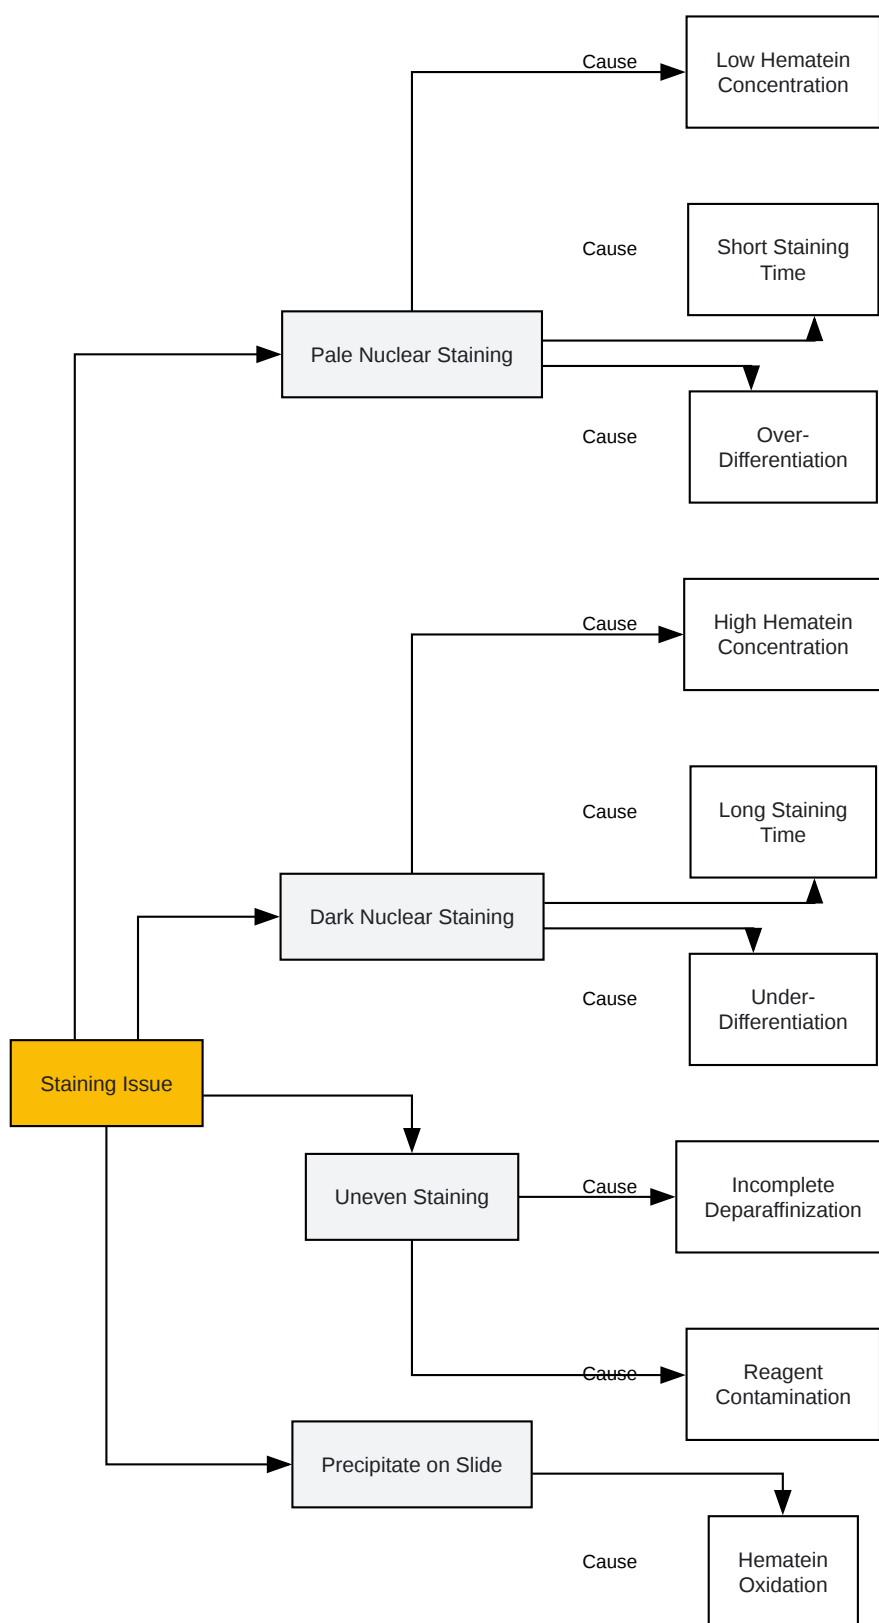 Cause
Low Hematein
Concentration
Cause
Short Staining
Time
Pale Nuclear Staining
Cause
Over-
Differentiation
Cause
High Hematein
Concentration
Cause
Long Staining
Time
Dark Nuclear Staining
Cause
Under-
Differentiation
Staining Issue
Uneven Staining
Cause
Incomplete
Deparaffinization
Cause
Reagent
Contamination
Precipitate on Slide
Cause
Hematein
Oxidation